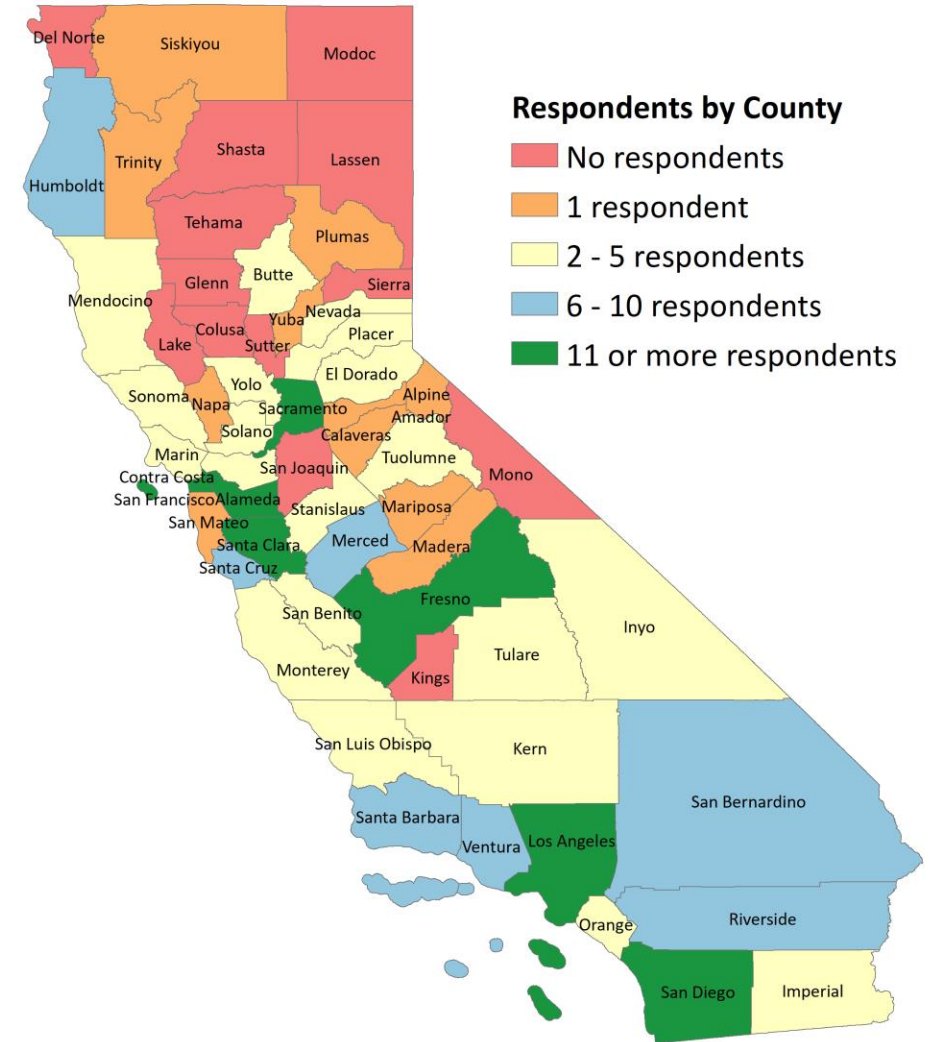 Del Norte
Siskiyou
Modoc
Respondents by County
No respondents
1 respondent
2 - 5 respondents
6 - 10 respondents
11 or more respondents
Shasta
Lassen
Trinity
Humboldt
Tehama
Plumas
Butte
Glenn
Sierra
Mendocino
Nevada
Yuba
Colusa
Placer
Lake
Sutter
El Dorado
Yolo
Alpine
Sonoma
Napa
Sacramento
Amador
Solano
Calaveras
Marin
Tuolumne
San Joaquin
Contra Costa
Mono
San Francisco
Alameda
Stanislaus
Mariposa
San Mateo
Merced
Santa Clara
Madera
Santa Cruz
Fresno
San Benito
Inyo
Tulare
Monterey
Kings
San Luis Obispo
Kern
San Bernardino
Santa Barbara
Los Angeles
Ventura
Riverside
Orange
San Diego
Imperial